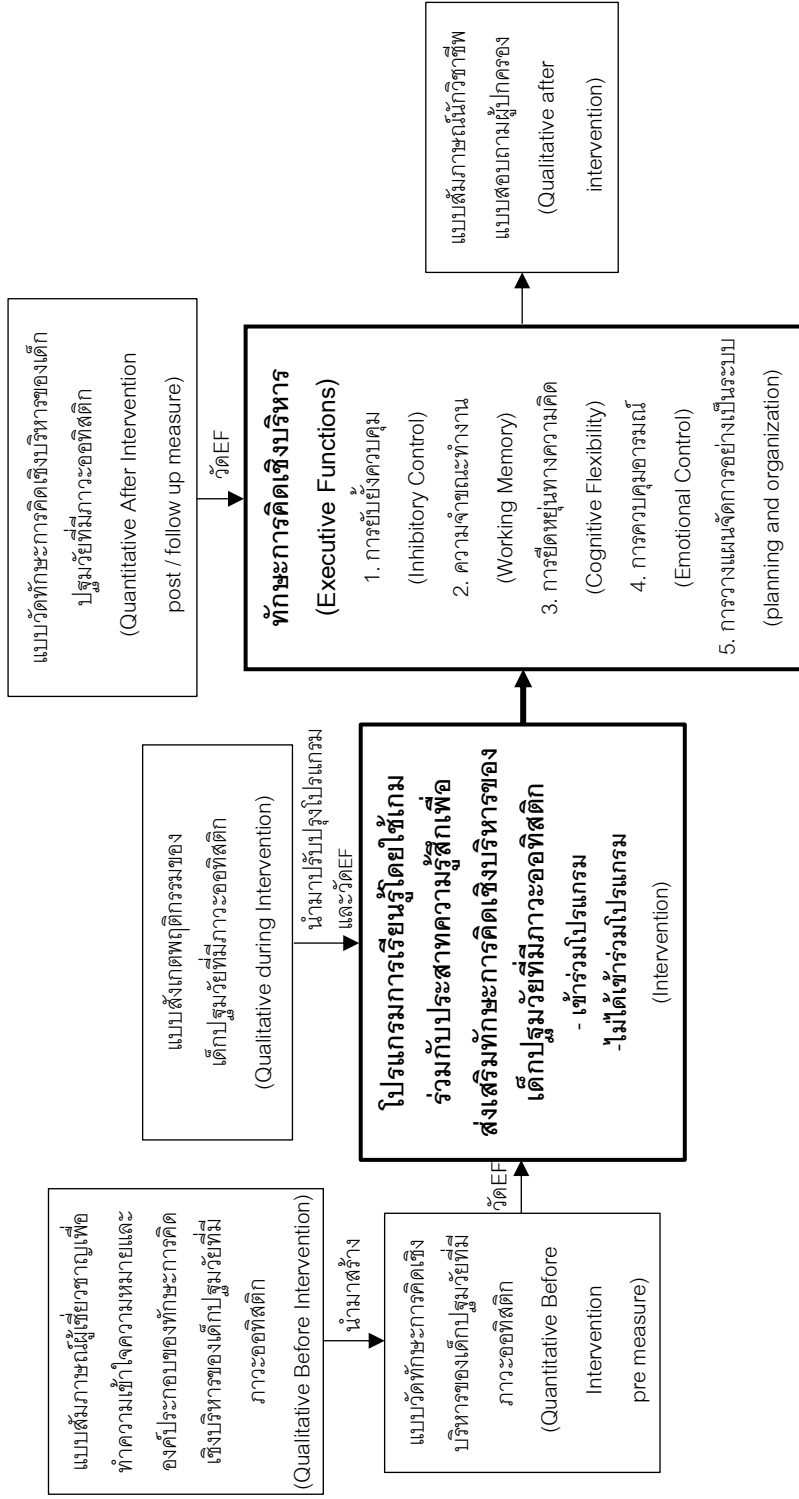 แบบสัมภาษณ์ผู้เชี่ยวชาญเพื่อ
ทำความเข้าใจความหมายและ
องค์ประกอบของทักษะการคิด
เชิงบริหารของเด็กปฐมวัยที่มี
ภาวะออทิสติก
(Qualitative Before Intervention)
นำมาสร้าง
แบบวัดทักษะการคิดเชิง
บริหารของเด็กปฐมวัยที่มี
ภาวะออทิสติก
(Quantitative Before
Intervention
pre measure)
วัดEF
แบบสังเกตพฤติกรรมของ
เด็กปฐมวัยที่มีภาวะออทิสติก
(Qualitative during Intervention)
นำมาปรับปรุงโปรแกรม
และวัดEF
โปรแกรมการเรียนรู้โดยใช้เกม
ร่วมกับประสาทความรู้สึกเพื่อ
ส่งเสริมทักษะการคิดเชิงบริหารของ
เด็กปฐมวัยที่มีภาวะออทิสติก
- เข้าร่วมโปรแกรม
-ไม่ได้เข้าร่วมโปรแกรม
(Intervention)
แบบวัดทักษะการคิดเชิงบริหารของเด็ก
ปฐมวัยที่มีภาวะออทิสติก
(Quantitative After Intervention
post / follow up measure)
วัดEF
ทักษะการคิดเชิงบริหาร
(Executive Functions)
1. การยับยั้งควบคุม
(Inhibitory Control)
2. ความจำขณะทำงาน
(Working Memory)
3. การยืดหยุ่นทางความคิด
(Cognitive Flexibility)
4. การควบคุมอารมณ์
(Emotional Control)
5. การวางแผนจัดการอย่างเป็นระบบ
(planning and organization)
แบบสัมภาษณ์นักวิชาชีพ
แบบสอบถามผู้ปกครอง
(Qualitative after
intervention)